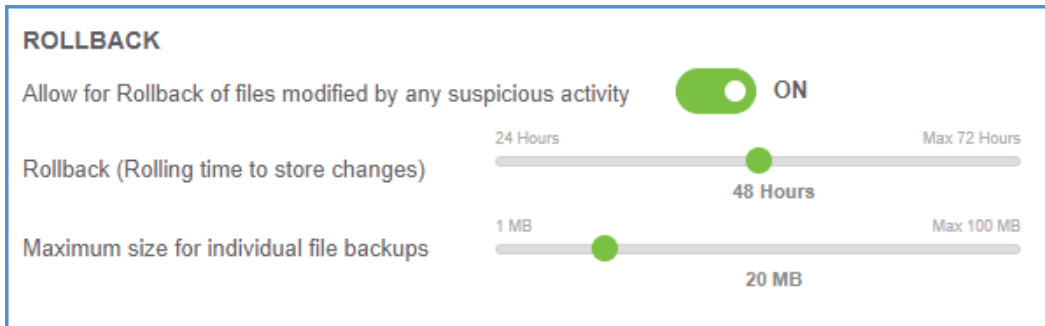 ROLLBACK
Allow for Rollback of files modified by any suspicious activity ON
24 Hours Max 72 Hours
Rollback (Rolling time to store changes)
48 Hours
1 MB Max 100 MB
Maximum size for individual file backups
20 MB